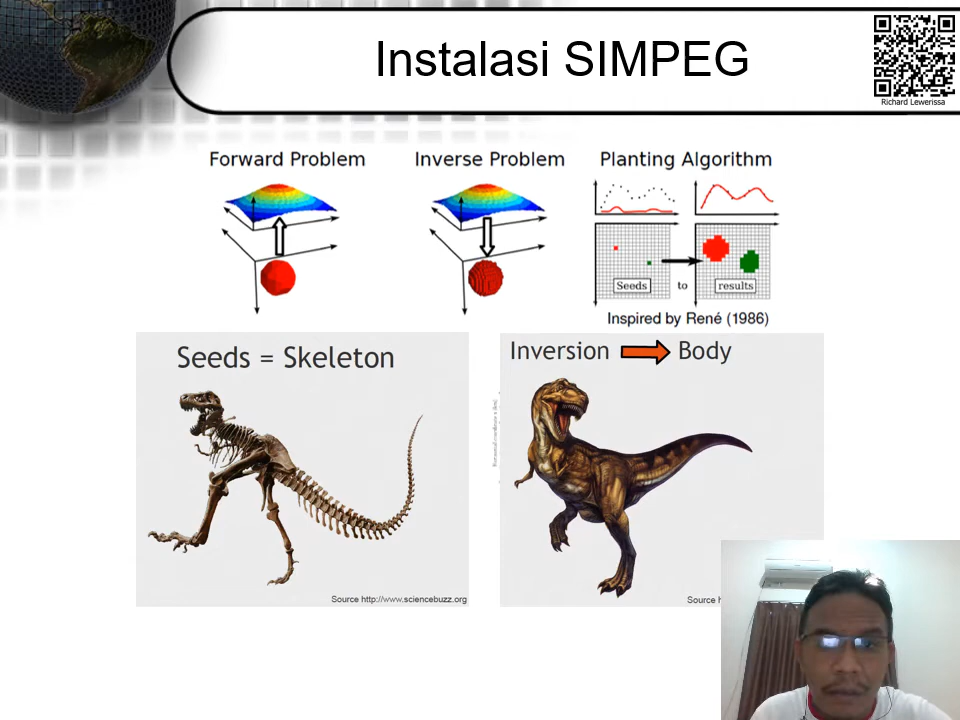 Instalasi SIMPEG
Richard Lewerissa
Forward Problem
Inverse Problem
Planting Algorithm
Seeds
to
results
Inspired by René (1986)
Seeds = Skeleton
Inversion
Body
Source http://www.sciencebuzz.org
Source